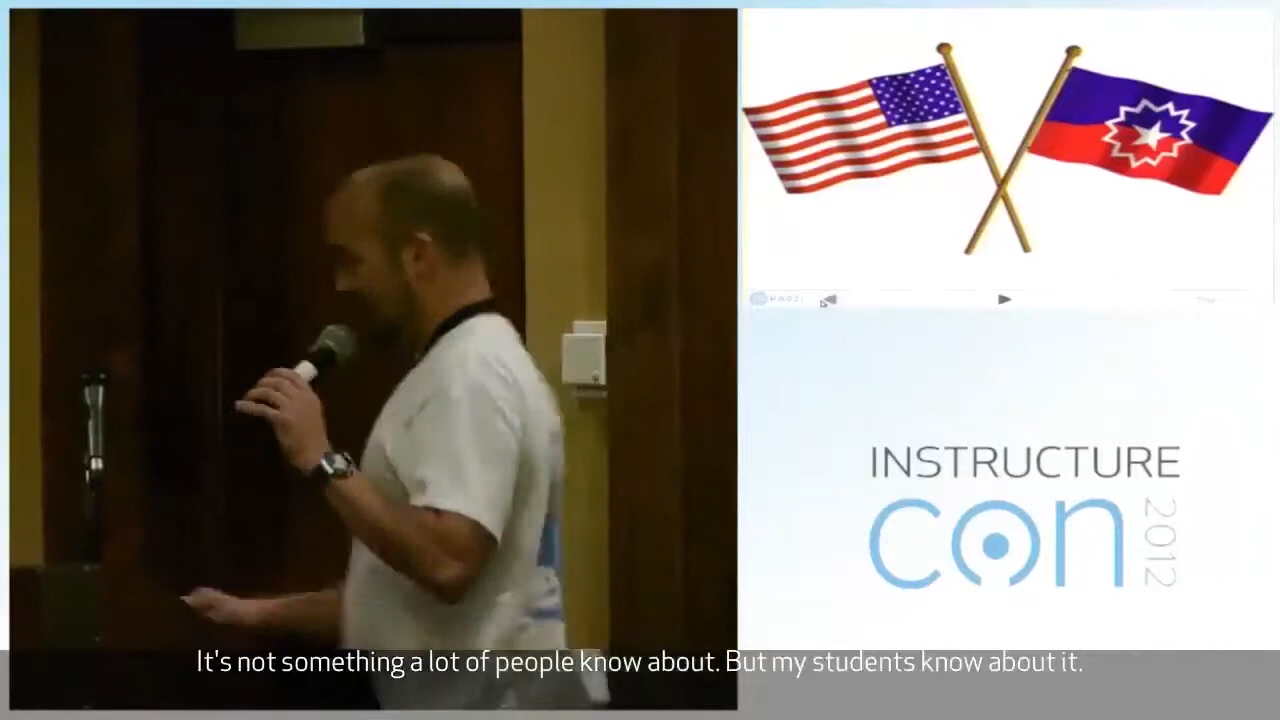 INSTRUCTURE
con
2012
It's not something a lot of people know about. But my students know about it.